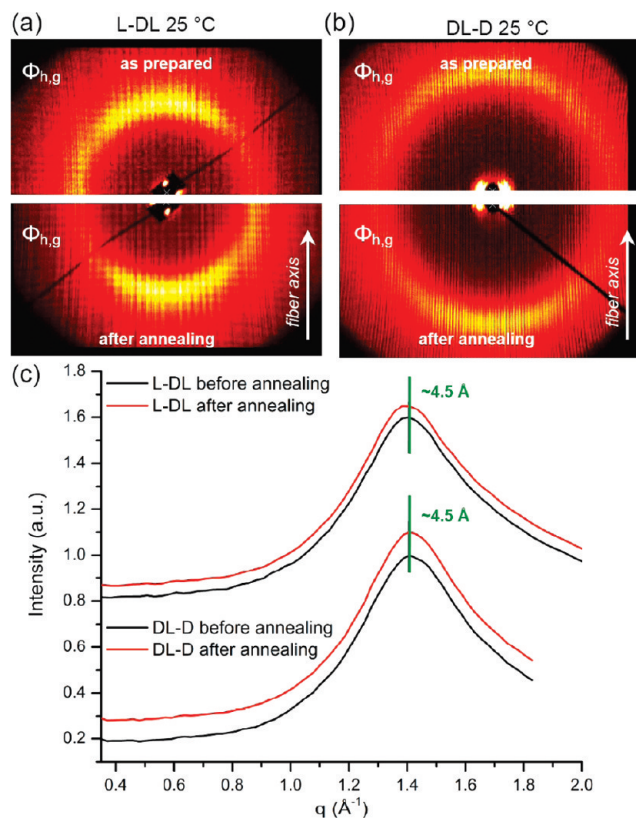 (a)
L-DL 25 °C
Φh,g
as prepared
Φh,g
after annealing
fiber axis
(b)
DL-D 25 °C
Φh,g
as prepared
Φh,g
after annealing
fiber axis
(c)
1.8
1.6
1.4
1.2
1.0
0.8
0.6
0.4
0.2
Intensity (a.u.)
L-DL before annealing
L-DL after annealing
~4.5 Å
~4.5 Å
DL-D before annealing
DL-D after annealing
0.4 0.6 0.8 1.0 1.2 1.4 1.6 1.8 2.0
q (Å-1)